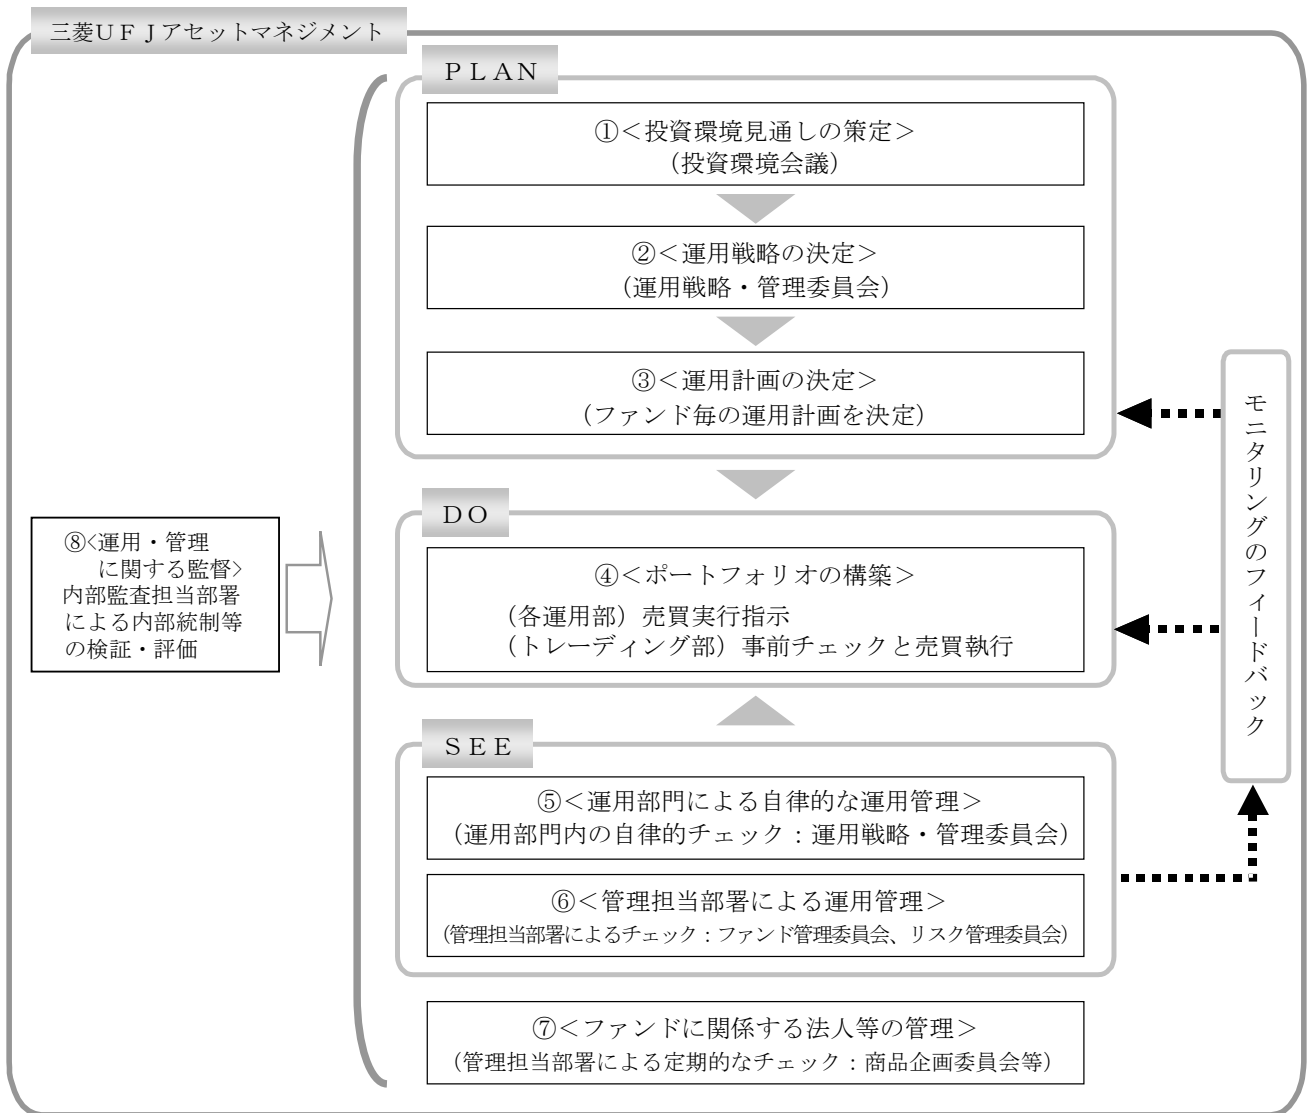 三菱ＵＦＪアセットマネジメント
ＰＬＡＮ
①＜投資環境見通しの策定＞
（投資環境会議）
②＜運用戦略の決定＞
（運用戦略・管理委員会）
③＜運用計画の決定＞
（ファンド毎の運用計画を決定）
ＤＯ
④＜ポートフォリオの構築＞
（各運用部）売買実行指示
（トレーディング部）事前チェックと売買執行
ＳＥＥ
⑤＜運用部門による自律的な運用管理＞
（運用部門内の自律的チェック：運用戦略・管理委員会）
⑥＜管理担当部署による運用管理＞
（管理担当部署によるチェック：ファンド管理委員会、リスク管理委員会）
⑦＜ファンドに関係する法人等の管理＞
（管理担当部署による定期的なチェック：商品企画委員会等）
⑧<運用・管理
に関する監督>
内部監査担当部署
による内部統制等
の検証・評価
モニタリングのフィードバック